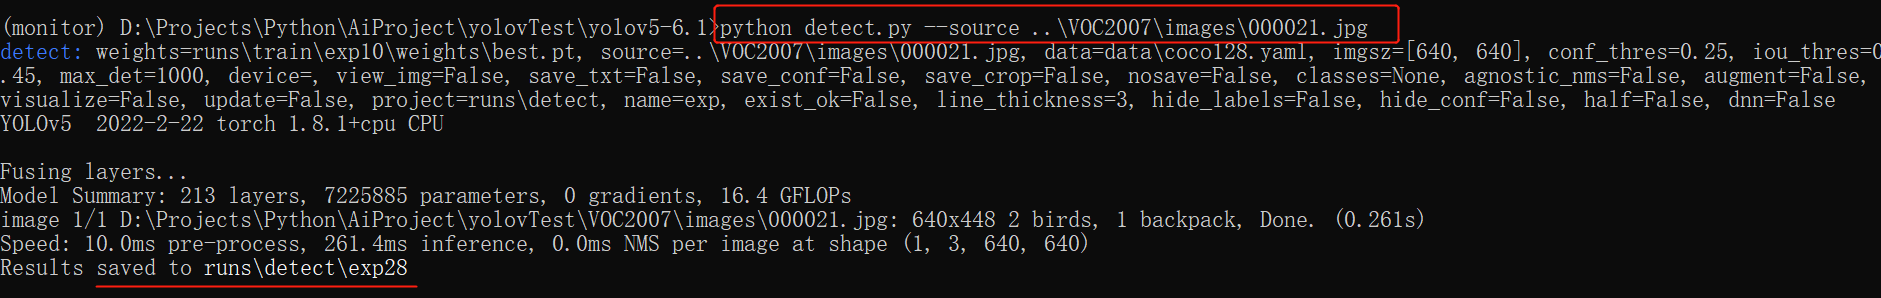 (monitor) D:\Projects\Python\AiProject\yolovTest\yolov5-6.1>python detect.py --source ..\VOC2007\images\000021.jpg
detect: weights=runs\train\exp10\weights\best.pt, source=..\VOC2007\images\000021.jpg, data=data\coco128.yaml, imgsz=[640, 640], conf_thres=0.25, iou_thres=0
.45, max_det=1000, device=, view_img=False, save_txt=False, save_conf=False, save_crop=False, nosave=False, classes=None, agnostic_nms=False, augment=False,
visualize=False, update=False, project=runs\detect, name=exp, exist_ok=False, line_thickness=3, hide_labels=False, hide_conf=False, half=False, dnn=False
YOLOv5  2022-2-22 torch 1.8.1+cpu CPU
Fusing layers...
Model Summary: 213 layers, 7225885 parameters, 0 gradients, 16.4 GFLOPs
image 1/1 D:\Projects\Python\AiProject\yolovTest\VOC2007\images\000021.jpg: 640x448 2 birds, 1 backpack, Done. (0.261s)
Speed: 10.0ms pre-process, 261.4ms inference, 0.0ms NMS per image at shape (1, 3, 640, 640)
Results saved to runs\detect\exp28